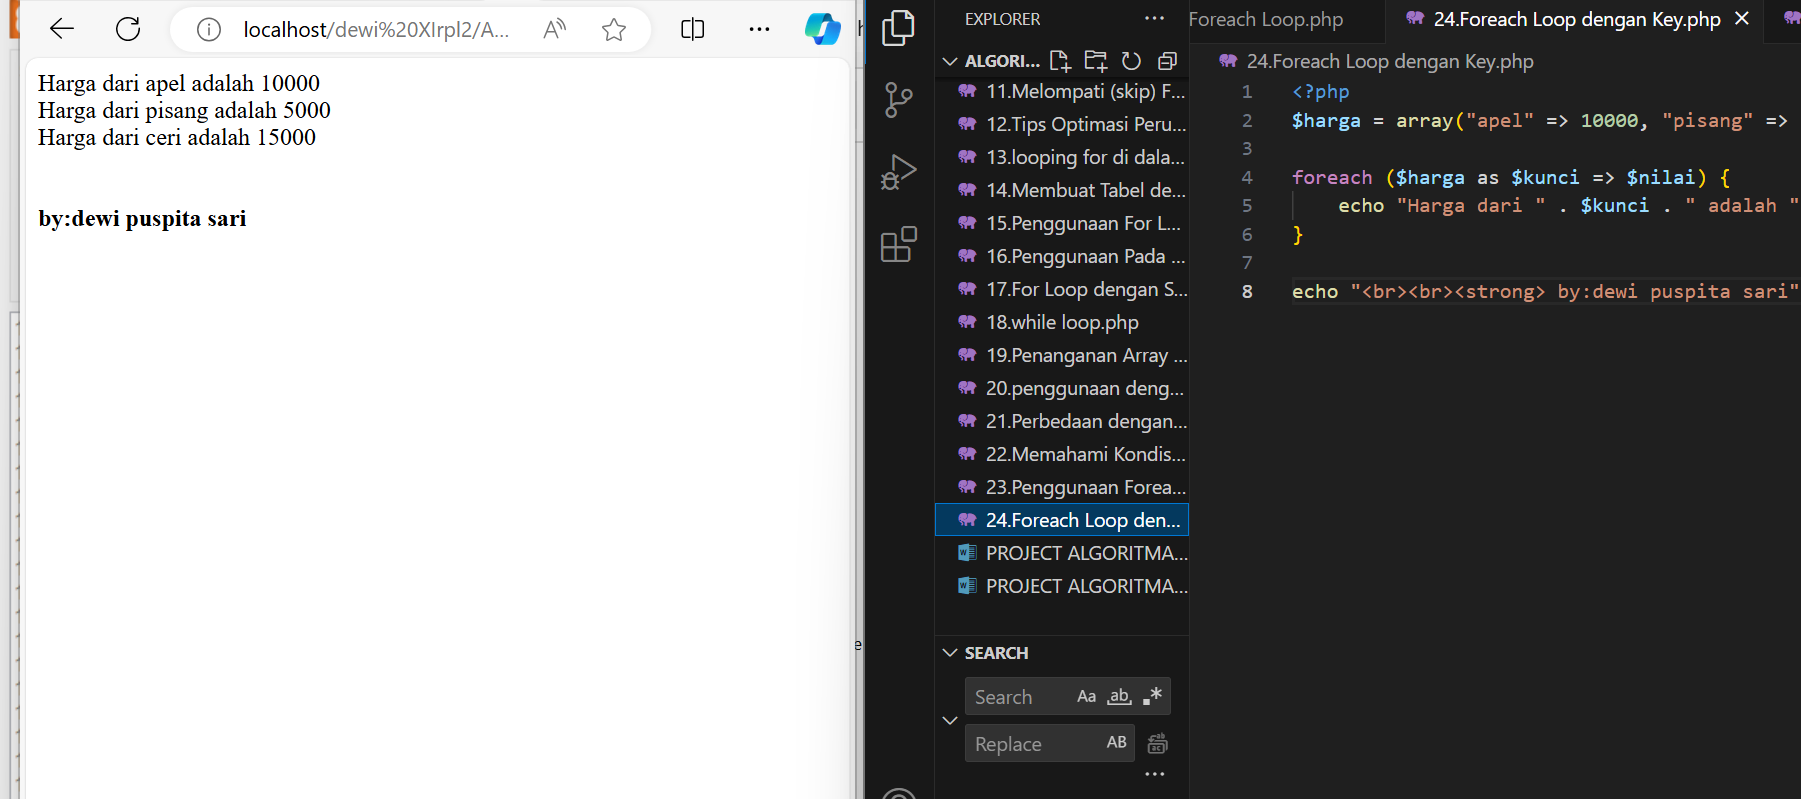 localhost/dewi%20XIrpl2/A...
Harga dari apel adalah 10000
Harga dari pisang adalah 5000
Harga dari ceri adalah 15000
by:dewi puspita sari
EXPLORER
ALGORI...
11.Melompati (skip) F...
12.Tips Optimasi Peru...
13.looping for di dala...
14.Membuat Tabel de...
15.Penggunaan For L...
16.Penggunaan Pada ...
17.For Loop dengan S...
18.while loop.php
19.Penanganan Array ...
20.penggunaan deng...
21.Perbedaan dengan...
22.Memahami Kondis...
23.Penggunaan Forea...
24.Foreach Loop den...
PROJECT ALGORITMA...
PROJECT ALGORITMA...
SEARCH
Search Aa ab .*
Replace AB
Foreach Loop.php
24.Foreach Loop dengan Key.php
24.Foreach Loop dengan Key.php
1 <?php
2 $harga = array("apel" => 10000, "pisang" =>
3
4 foreach ($harga as $kunci => $nilai) {
5 echo "Harga dari " . $kunci . " adalah "
6 }
7
8 echo "<br><br><strong> by:dewi puspita sari"